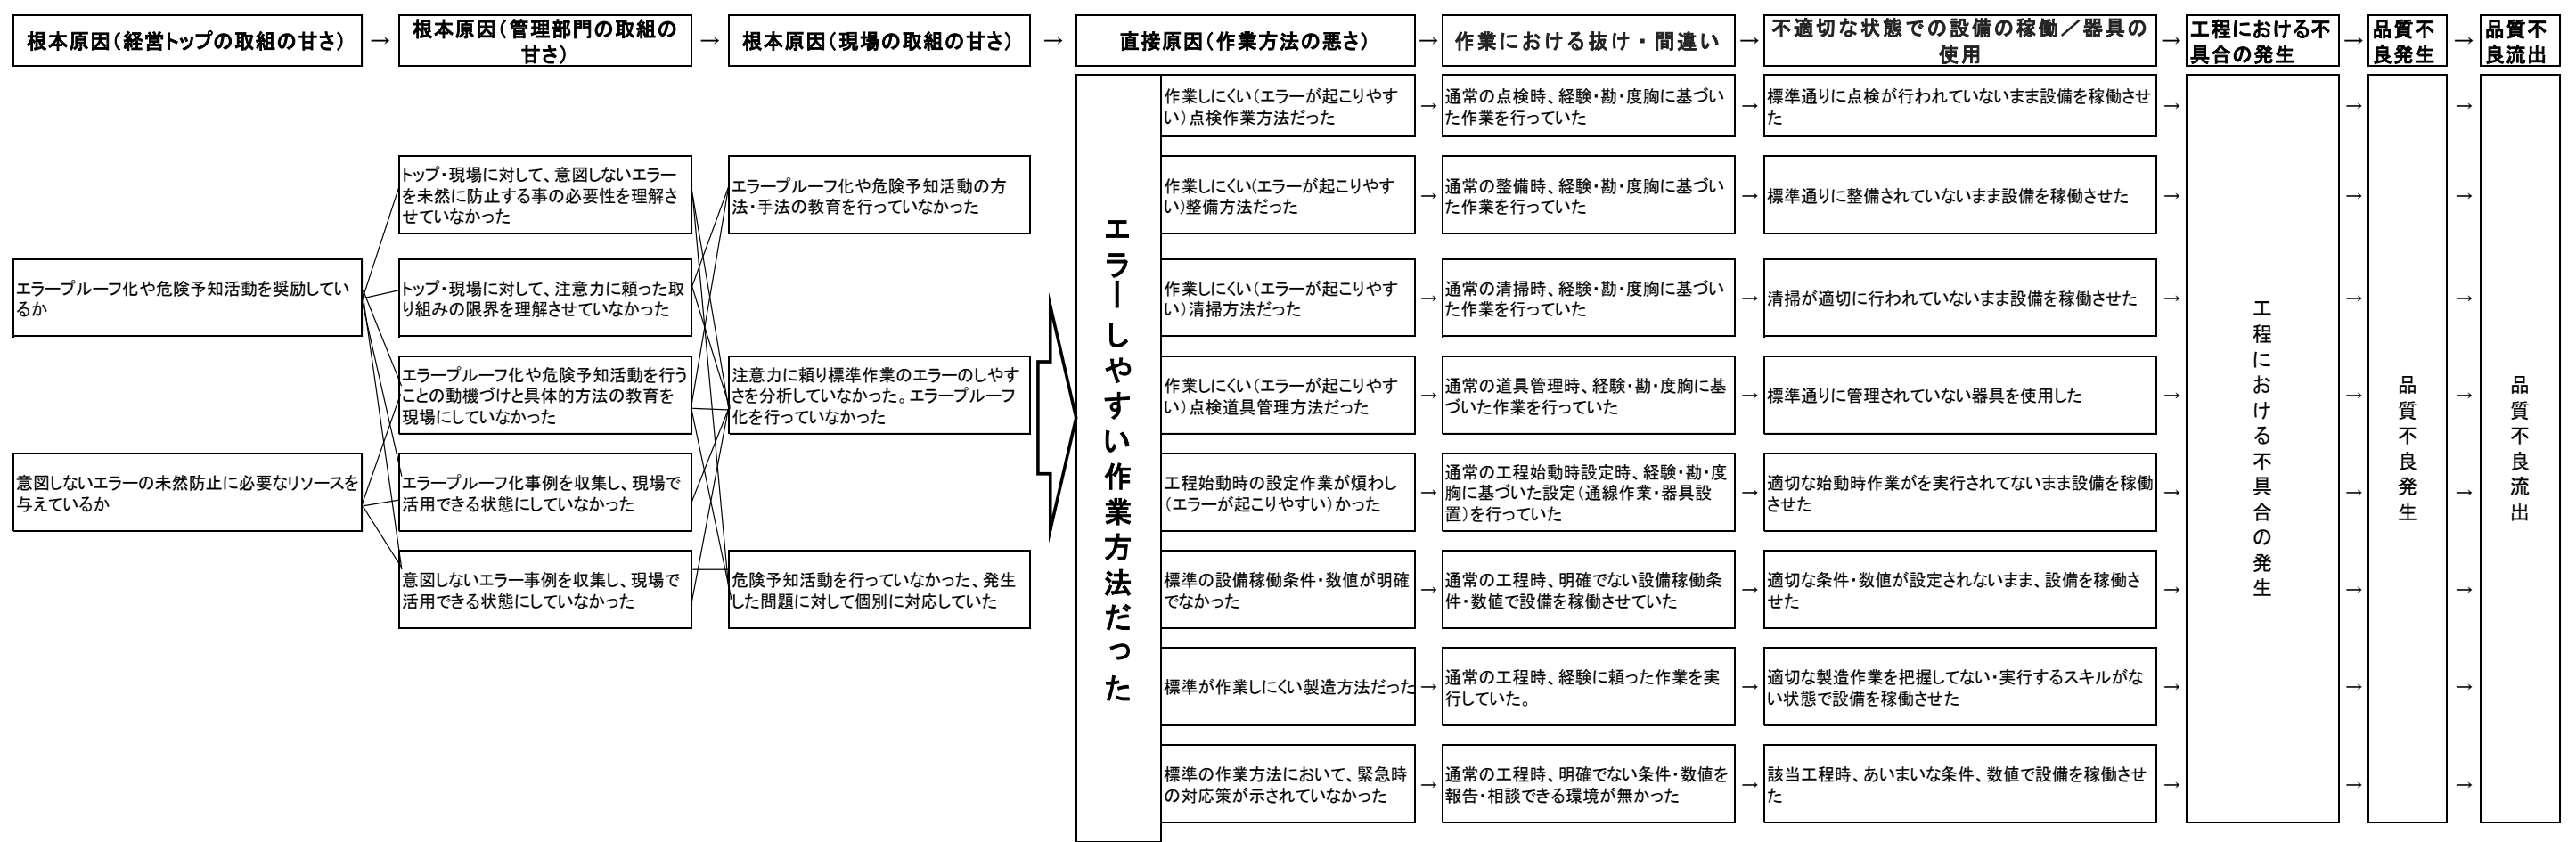 根本原因(経営トップの取組の甘さ)
→
根本原因(管理部門の取組の
甘さ)
→
根本原因(現場の取組の甘さ)
→
直接原因(作業方法の悪さ)
→
作業における抜け・間違い
→
不適切な状態での設備の稼働/器具の
使用
→
工程における不
具合の発生
→
品質不
良発生
→
品質不
良流出
エラープルーフ化や危険予知活動を奨励してい
るか
意図しないエラーの未然防止に必要なリソースを
与えているか
トップ・現場に対して、意図しないエラー
を未然に防止する事の必要性を理解さ
せていなかった
トップ・現場に対して、注意力に頼った取
り組みの限界を理解させていなかった
エラープルーフ化や危険予知活動を行う
ことの動機づけと具体的方法の教育を
現場にしていなかった
エラープルーフ化事例を収集し、現場で
活用できる状態にしていなかった
意図しないエラー事例を収集し、現場で
活用できる状態にしていなかった
エラープルーフ化や危険予知活動の方
法・手法の教育を行っていなかった
注意力に頼り標準作業のエラーのしやす
さを分析していなかった。エラープルーフ
化を行っていなかった
危険予知活動を行っていなかった、発生
した問題に対して個別に対応していた
エラーしやすい作業方法だった
作業しにくい(エラーが起こりやす
い)点検作業方法だった
→
通常の点検時、経験・勘・度胸に基づい
た作業を行っていた
→
標準通りに点検が行われていないまま設備を稼働させ
た
→
→
→
作業しにくい(エラーが起こりやす
い)整備方法だった
→
通常の整備時、経験・勘・度胸に基づい
た作業を行っていた
→
標準通りに整備されていないまま設備を稼働させた
→
→
→
作業しにくい(エラーが起こりやす
い)清掃方法だった
→
通常の清掃時、経験・勘・度胸に基づい
た作業を行っていた
→
清掃が適切に行われていないまま設備を稼働させた
→
→
→
作業しにくい(エラーが起こりやす
い)点検道具管理方法だった
→
通常の道具管理時、経験・勘・度胸に基
づいた作業を行っていた
→
標準通りに管理されていない器具を使用した
→
→
→
工程始動時の設定作業が煩わし
(エラーが起こりやすい)かった
→
通常の工程始動時設定時、経験・勘・度
胸に基づいた設定(通線作業・器具設
置)を行っていた
→
適切な始動時作業がを実行されてないまま設備を稼働
させた
→
→
→
標準の設備稼働条件・数値が明確
でなかった
→
通常の工程時、明確でない設備稼働条
件・数値で設備を稼働させていた
→
適切な条件・数値が設定されないまま、設備を稼働さ
せた
→
→
→
標準が作業しにくい製造方法だった
→
通常の工程時、経験に頼った作業を実
行していた。
→
適切な製造作業を把握してない・実行するスキルがな
い状態で設備を稼働させた
→
→
→
標準の作業方法において、緊急時
の対応策が示されていなかった
→
通常の工程時、明確でない条件・数値を
報告・相談できる環境が無かった
→
該当工程時、あいまいな条件、数値で設備を稼働させ
た
→
→
→
工程における不具合の発生
品質不良発生
品質不良流出